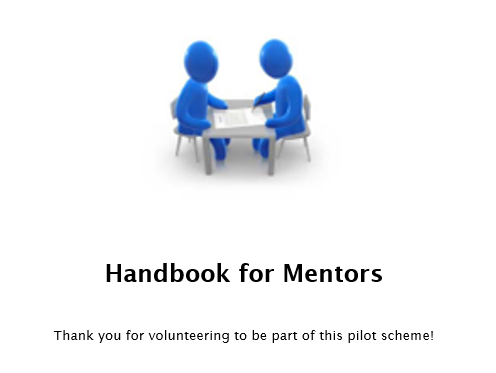 Handbook for Mentors
Thank you for volunteering to be part of this pilot scheme!